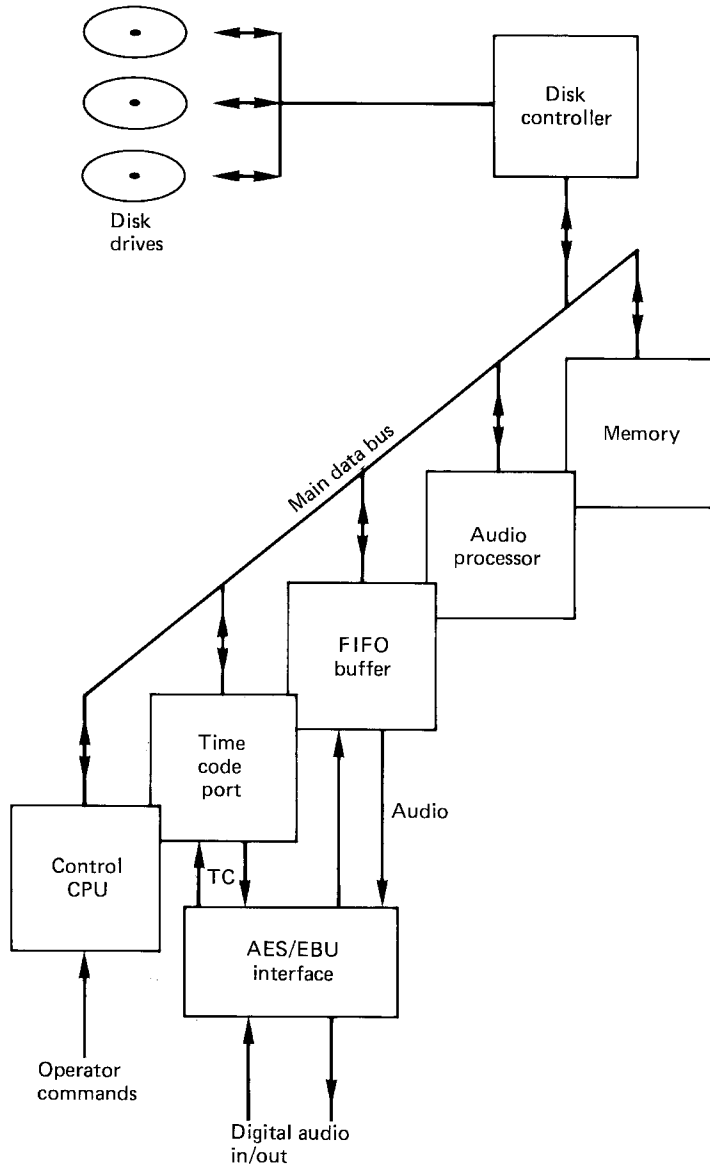 Disk
controller
Disk
drives
Main data bus
Memory
Audio
processor
FIFO
buffer
Time
code
port
Audio
Control
CPU
TC
AES/EBU
interface
Operator
commands
Digital audio
in/out